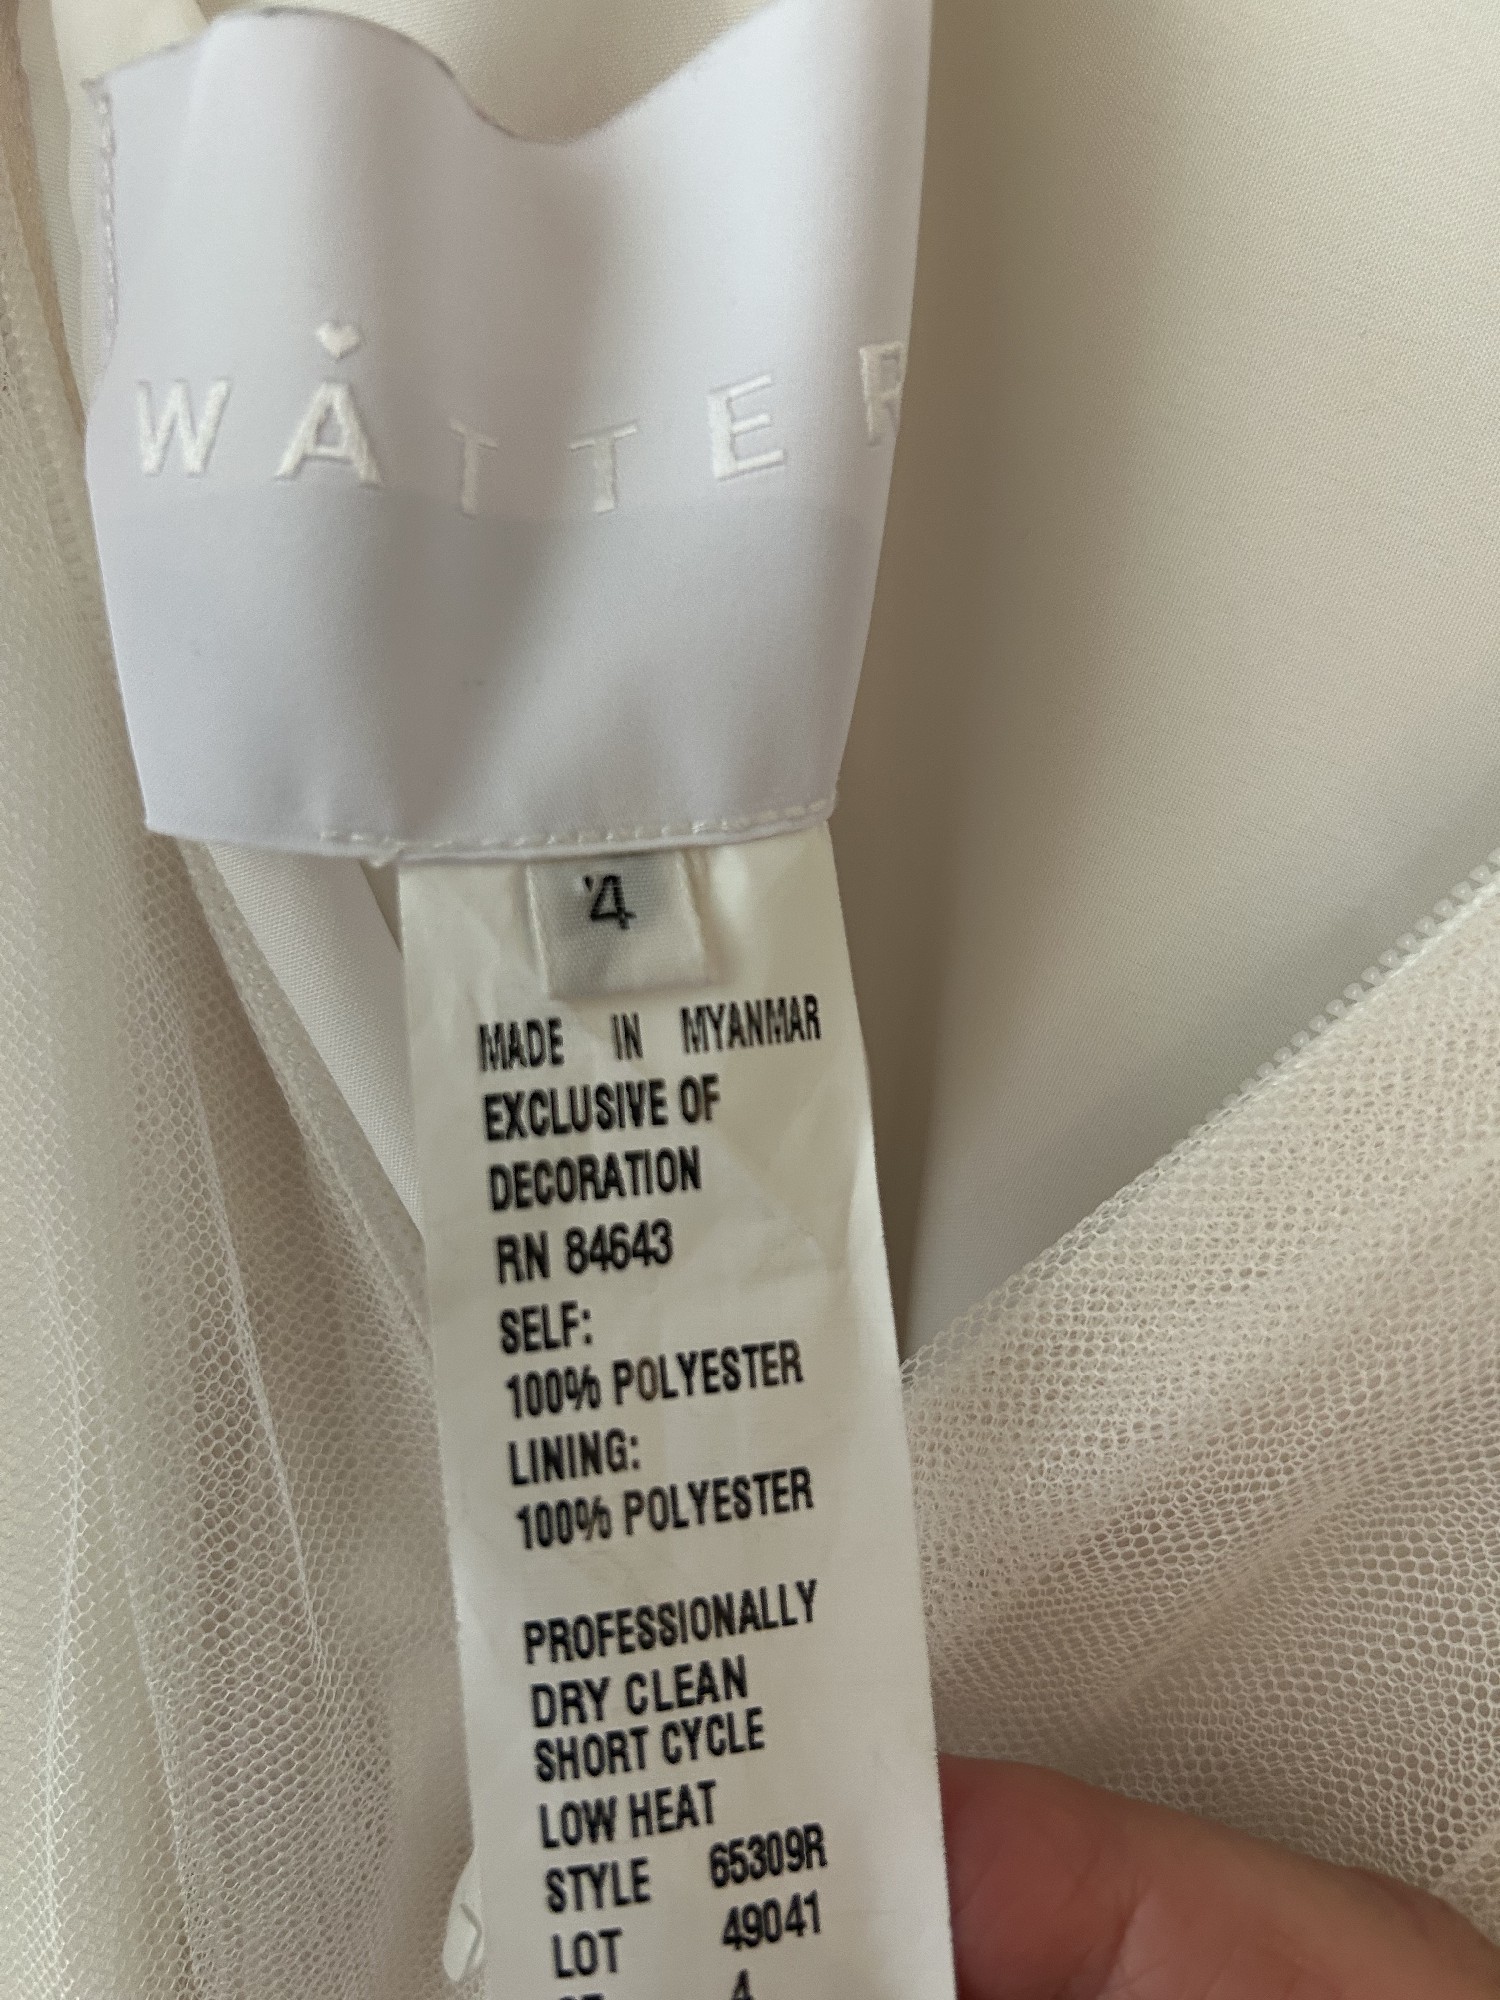 WATTER
4
MADE IN MYANMAR
EXCLUSIVE OF
DECORATION
RN 84643
SELF:
100% POLYESTER
LINING:
100% POLYESTER
PROFESSIONALLY
DRY CLEAN
SHORT CYCLE
LOW HEAT
STYLE 65309R
LOT 49041
4